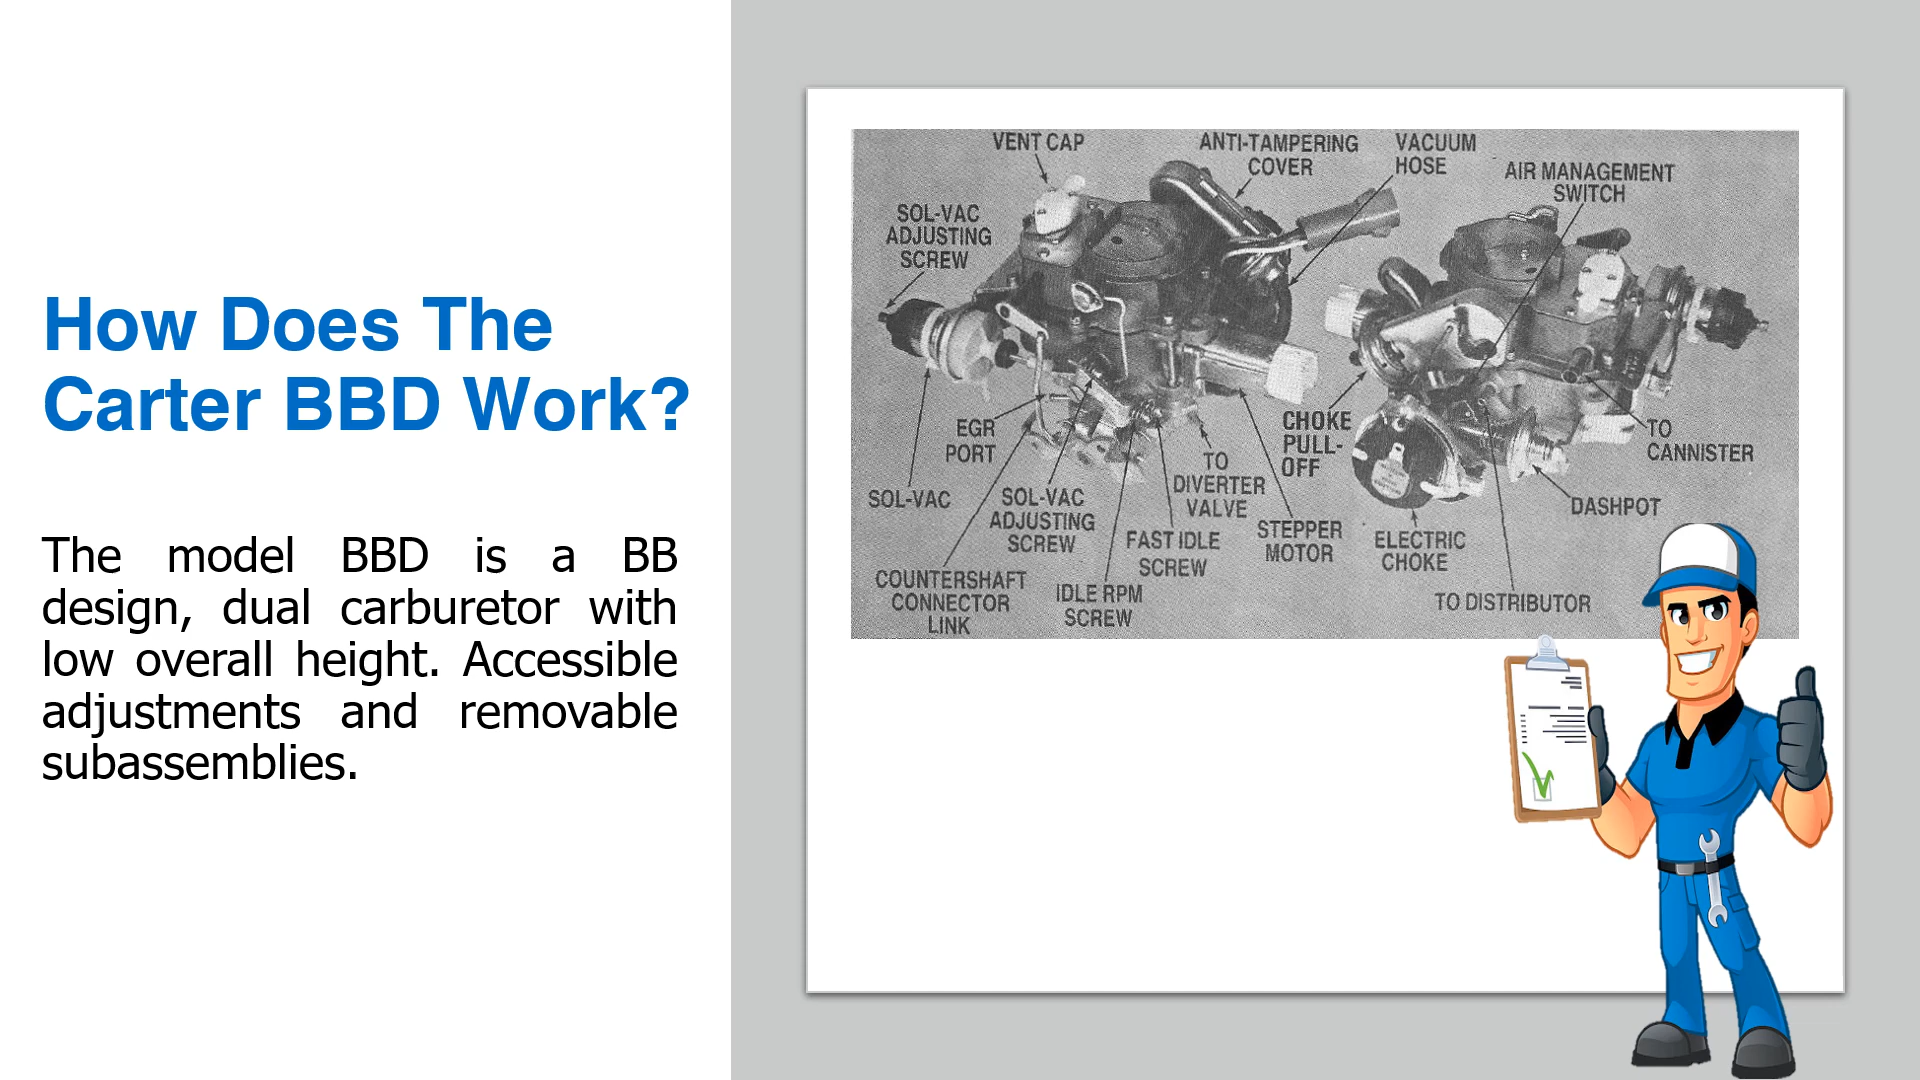 How Does The
Carter BBD Work?
The model BBD is a BB
design, dual carburetor with
low overall height. Accessible
adjustments and removable
subassemblies.
VENT CAP
ANTI-TAMPERING
COVER
VACUUM
HOSE
AIR MANAGEMENT
SWITCH
SOL-VAC
ADJUSTING
SCREW
EGR
PORT
SOL-VAC
SOL-VAC
ADJUSTING
SCREW
COUNTERSHAFT
CONNECTOR
LINK
IDLE RPM
SCREW
FAST IDLE
SCREW
TO
DIVERTER
VALVE
STEPPER
MOTOR
CHOKE
PULL-
OFF
ELECTRIC
CHOKE
TO DISTRIBUTOR
DASHPOT
TO
CANNISTER